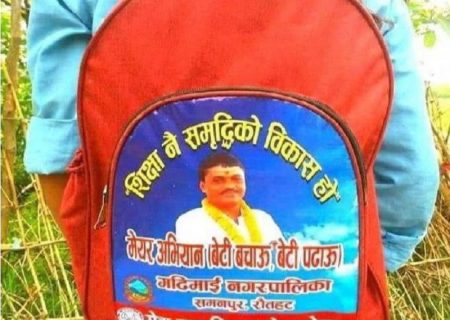 शिक्षा नै समृद्धिको विकास हो
मेयर अभियान (बेटी बचाऊ, बेटी पढाऊ)
गढिमाई नगरपालिका
समनपुर, रौतहट